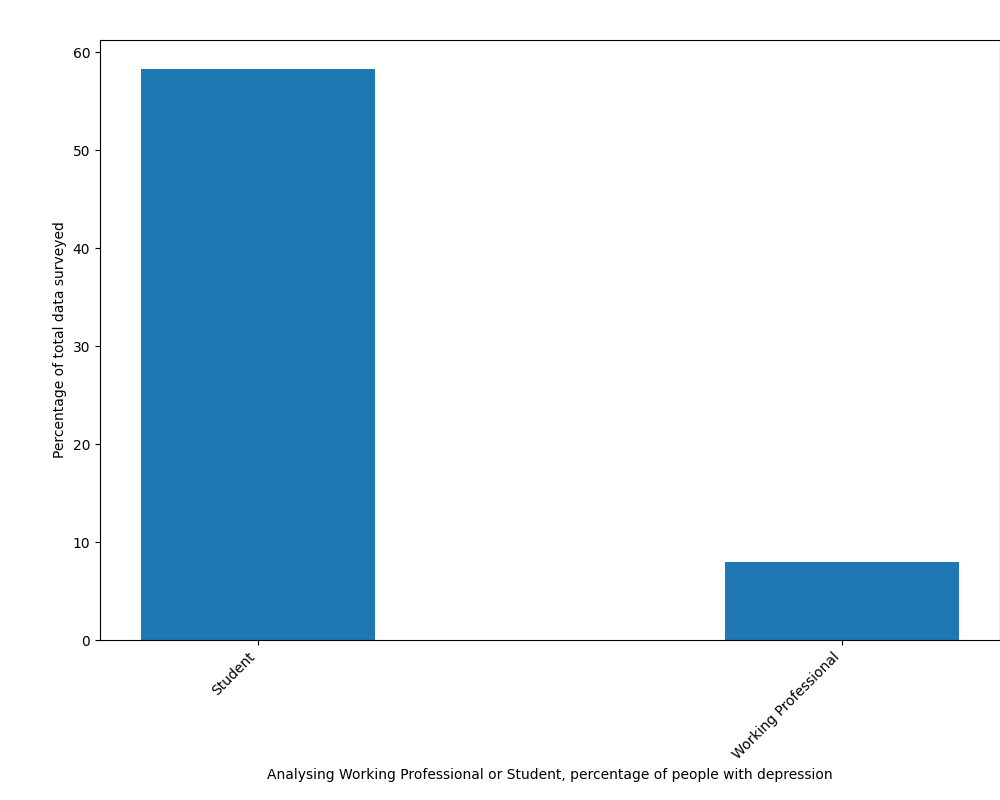 60
50
40
30
20
10
0
Percentage of total data surveyed
Student
Working Professional
Analysing Working Professional or Student, percentage of people with depression